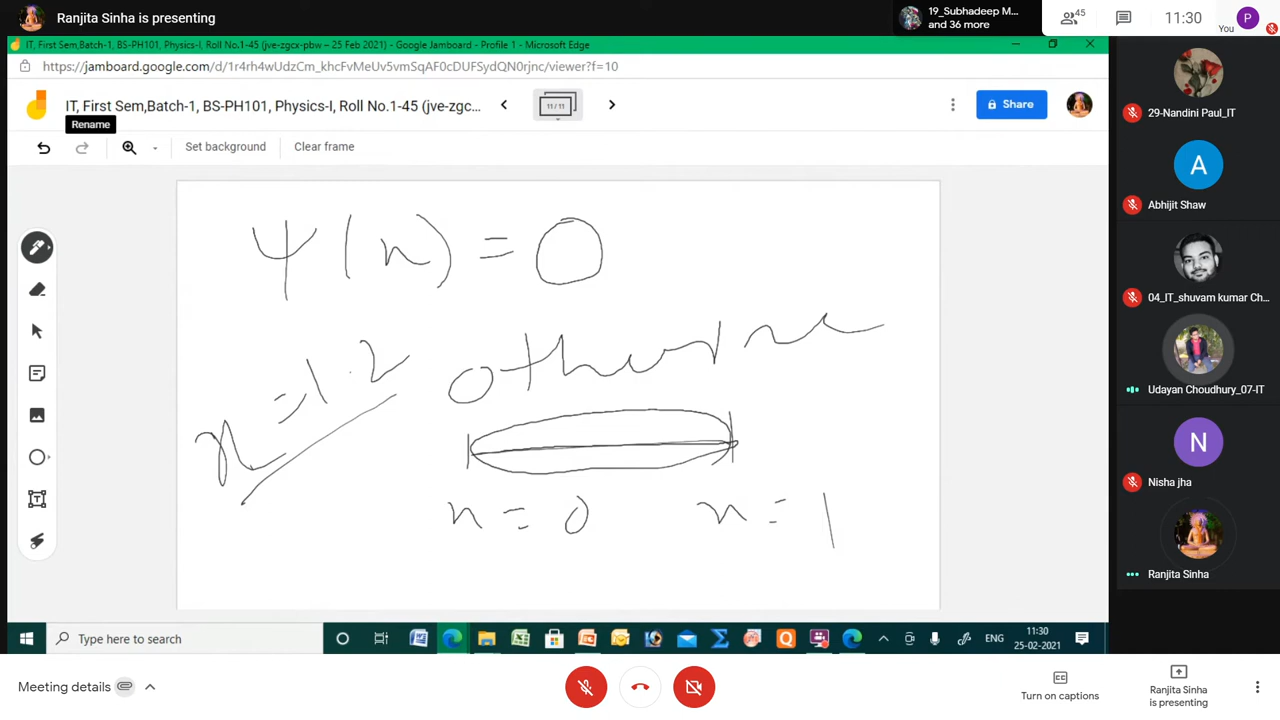 Ranjita Sinha is presenting
19_Subhadeep M...
and 36 more
45
11:30
P
You
IT, First Sem,Batch-1, BS-PH101, Physics-I, Roll No.1-45 (jve-zgcx-pbw – 25 Feb 2021) - Google Jamboard - Profile 1 - Microsoft Edge
https://jamboard.google.com/d/1r4rh4wUdzCm_khcFvMeUv5vmSqAF0cDUFSydQN0rjnc/viewer?f=10
IT, First Sem,Batch-1, BS-PH101, Physics-I, Roll No.1-45 (jve-zgc...
11/11
Share
Rename
Set background
Clear frame
ψ(x) = 0
otherwise
x = 1.2
x = 0
x = 1
29-Nandini Paul_IT
A
Abhijit Shaw
04_IT_shuvam kumar Ch...
Udayan Choudhury_07-IT
N
Nisha jha
Ranjita Sinha
Type here to search
ENG
11:30
25-02-2021
Meeting details
Turn on captions
Ranjita Sinha
is presenting